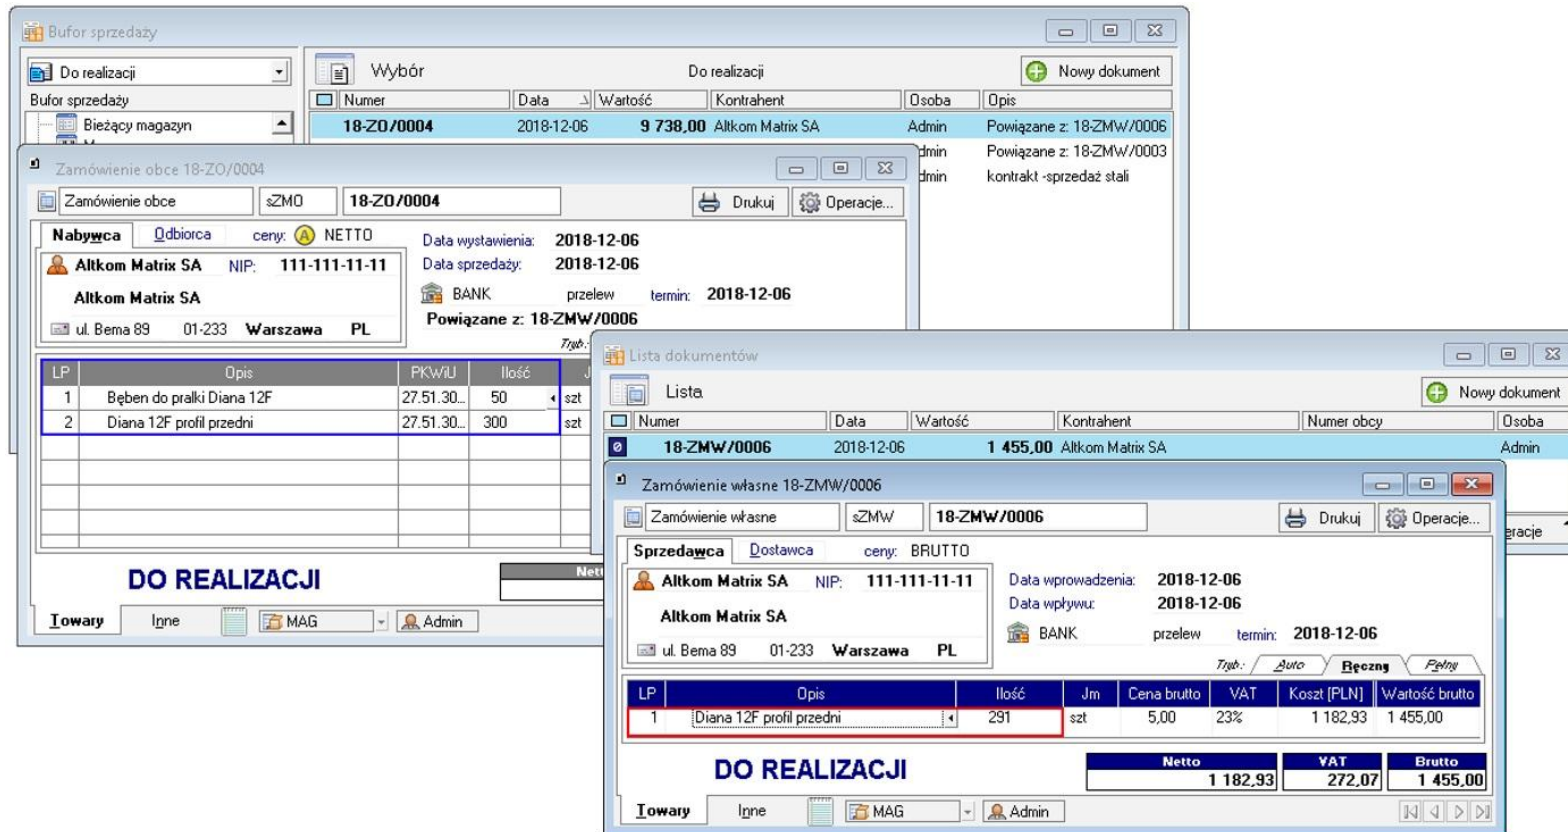 Bufor sprzedaży
Do realizacji
Wybór
Do realizacji
Nowy dokument
Bufor sprzedaży
Numer Data Wartość Kontrahent Osoba Opis
Bieżący magazyn
18-ZO/0004 2018-12-06 9 738,00 Altkom Matrix SA Admin Powiązane z: 18-ZMW/0006
Powiązane z: 18-ZMW/0003
kontrakt -sprzedaż stali
Zamówienie obce 18-ZO/0004
Zamówienie obce sZMO 18-ZO/0004 Drukuj Operacje...
Nabywca Odbiorca ceny: A NETTO
Data wystawienia: 2018-12-06
Altkom Matrix SA NIP: 111-111-11-11
Data sprzedaży: 2018-12-06
Altkom Matrix SA
BANK przelew termin: 2018-12-06
ul. Bema 89 01-233 Warszawa PL
Powiązane z: 18-ZMW/0006
Tryb.:
LP Opis PKWiU Ilość J
1 Bęben do pralki Diana 12F 27.51.30... 50 szt
2 Diana 12F profil przedni 27.51.30... 300 szt
DO REALIZACJI
Towary Inne MAG Admin
Lista dokumentów
Lista
Nowy dokument
Numer Data Wartość Kontrahent Numer obcy Osoba
18-ZMW/0006 2018-12-06 1 455,00 Altkom Matrix SA Admin
Zamówienie własne 18-ZMW/0006
Zamówienie własne sZMW 18-ZMW/0006 Drukuj Operacje...
Sprzedawca Dostawca ceny: BRUTTO
Altkom Matrix SA NIP: 111-111-11-11
Data wprowadzenia: 2018-12-06
Data wpływu: 2018-12-06
Altkom Matrix SA
BANK przelew termin: 2018-12-06
ul. Bema 89 01-233 Warszawa PL
Tryb.: Auto Ręczny Pełny
LP Opis Ilość Jm Cena brutto VAT Koszt [PLN] Wartość brutto
1 Diana 12F profil przedni 291 szt 5,00 23% 1 182,93 1 455,00
DO REALIZACJI
Netto VAT Brutto
1 182,93 272,07 1 455,00
Towary Inne MAG Admin